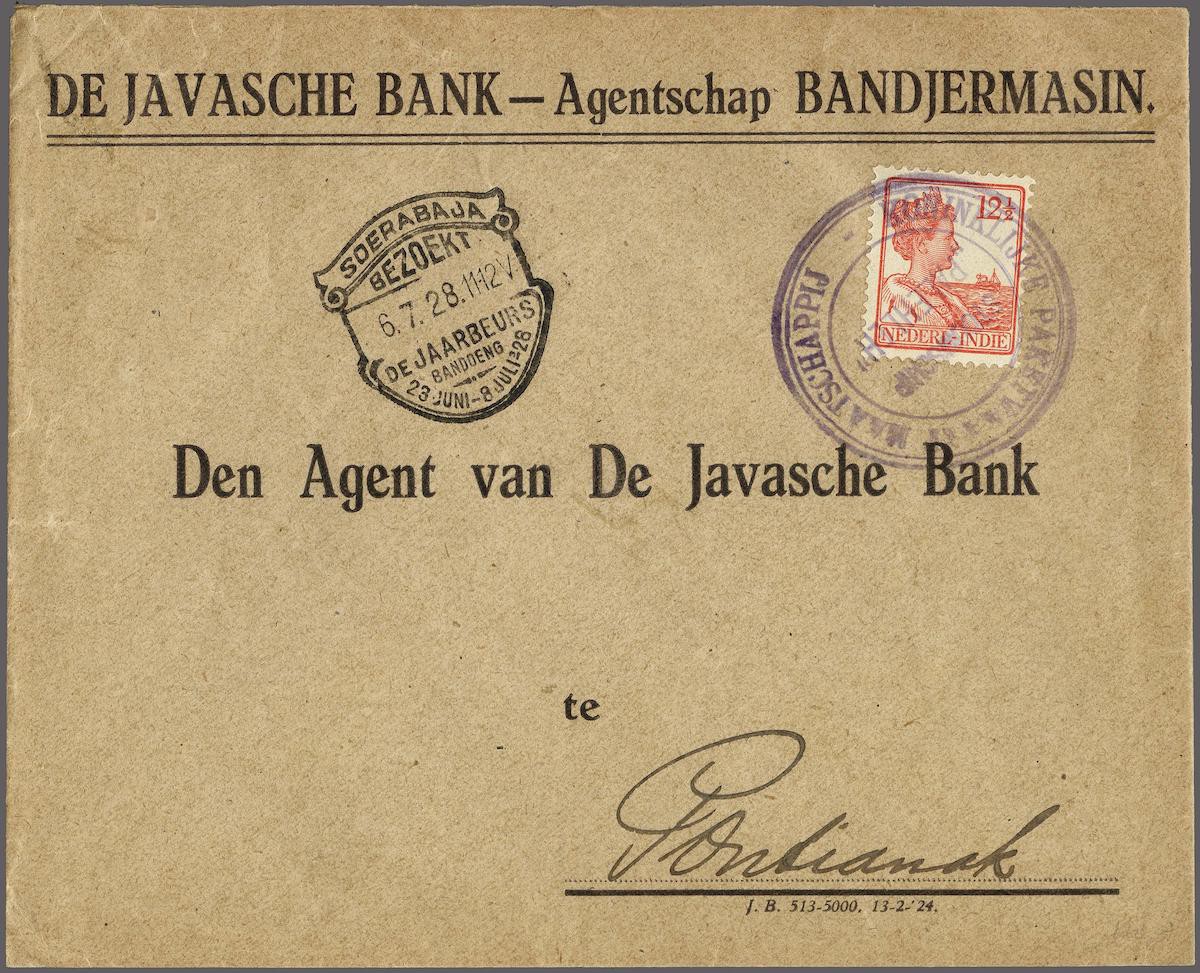 DE JAVASCHE BANK — Agentschap BANDJERMASIN.
SOERABAJA
BEZOEKT
6.7.28.11-12V
DE JAARBEURS
BANDOENG
23 JUNI-8 JULI 28
12½
NEDERL-INDIE
KONINKLIJKE PAKETVAART MAATSCHAPPIJ
Den Agent van De Javasche Bank
te
Pontianak
J. B. 513-5000, 13-2-'24.